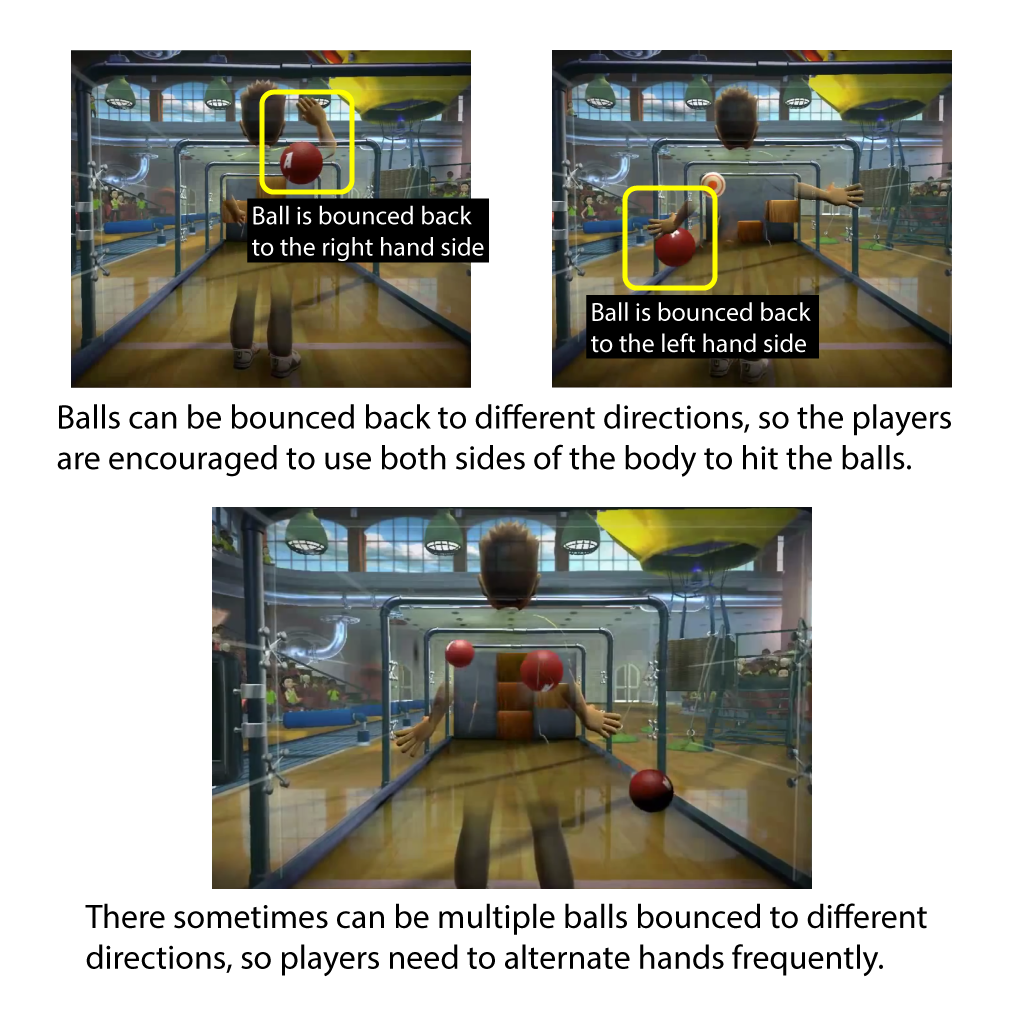 Ball is bounced back
to the right hand side
Ball is bounced back
to the left hand side
Balls can be bounced back to different directions, so the players
are encouraged to use both sides of the body to hit the balls.
There sometimes can be multiple balls bounced to different
directions, so players need to alternate hands frequently.